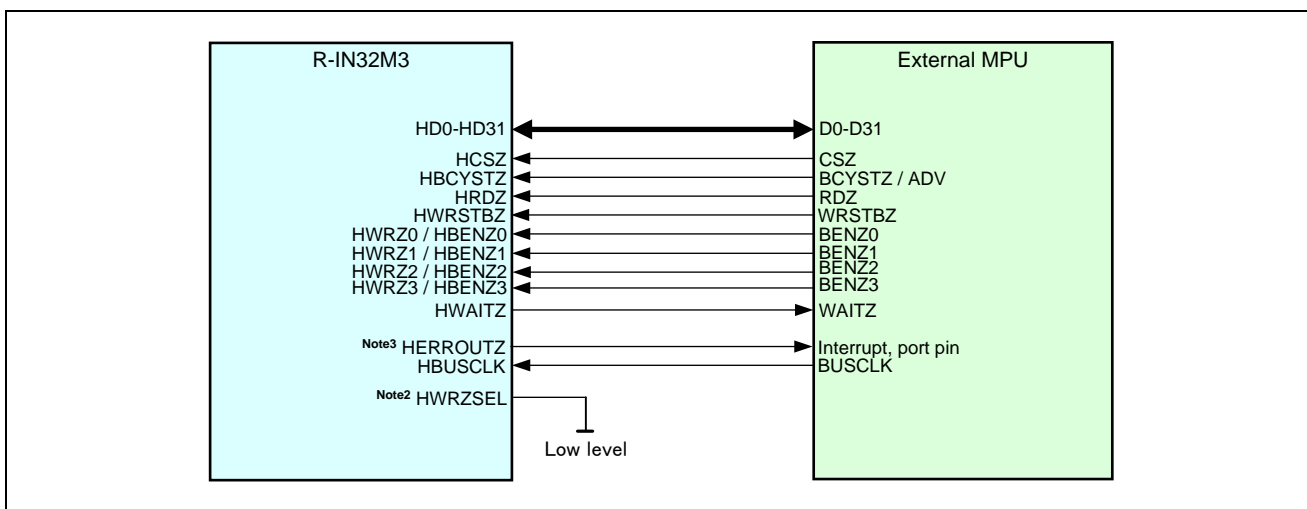 R-IN32M3
External MPU
HD0-HD31
D0-D31
HCSZ
CSZ
HBCYSTZ
BCYSTZ / ADV
HRDZ
RDZ
HWRSTBZ
WRSTBZ
HWRZ0 / HBENZ0
BENZ0
HWRZ1 / HBENZ1
BENZ1
HWRZ2 / HBENZ2
BENZ2
HWRZ3 / HBENZ3
BENZ3
HWAITZ
WAITZ
Note3 HERROUTZ
Interrupt, port pin
HBUSCLK
BUSCLK
Note2 HWRZSEL
Low level